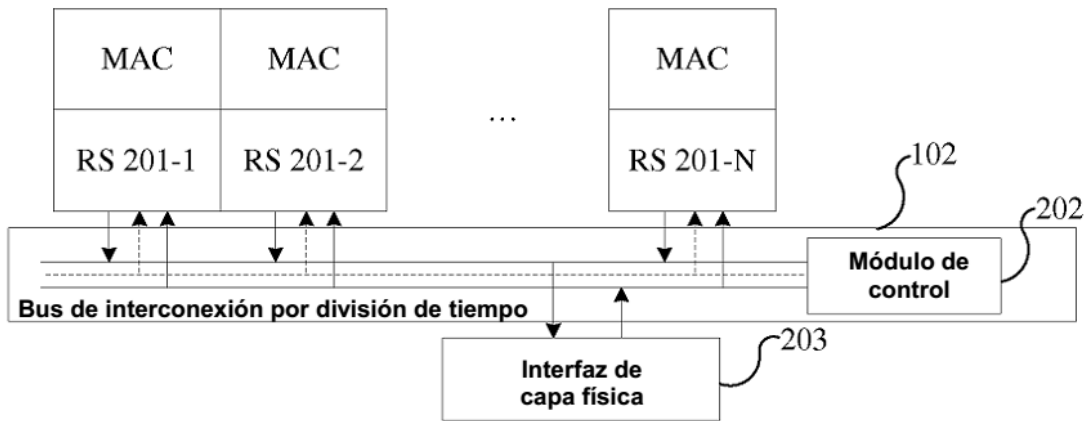 MAC MAC MAC
...
RS 201-1 RS 201-2 RS 201-N
102
202
Módulo de
control
Bus de interconexión por división de tiempo
203
Interfaz de
capa física